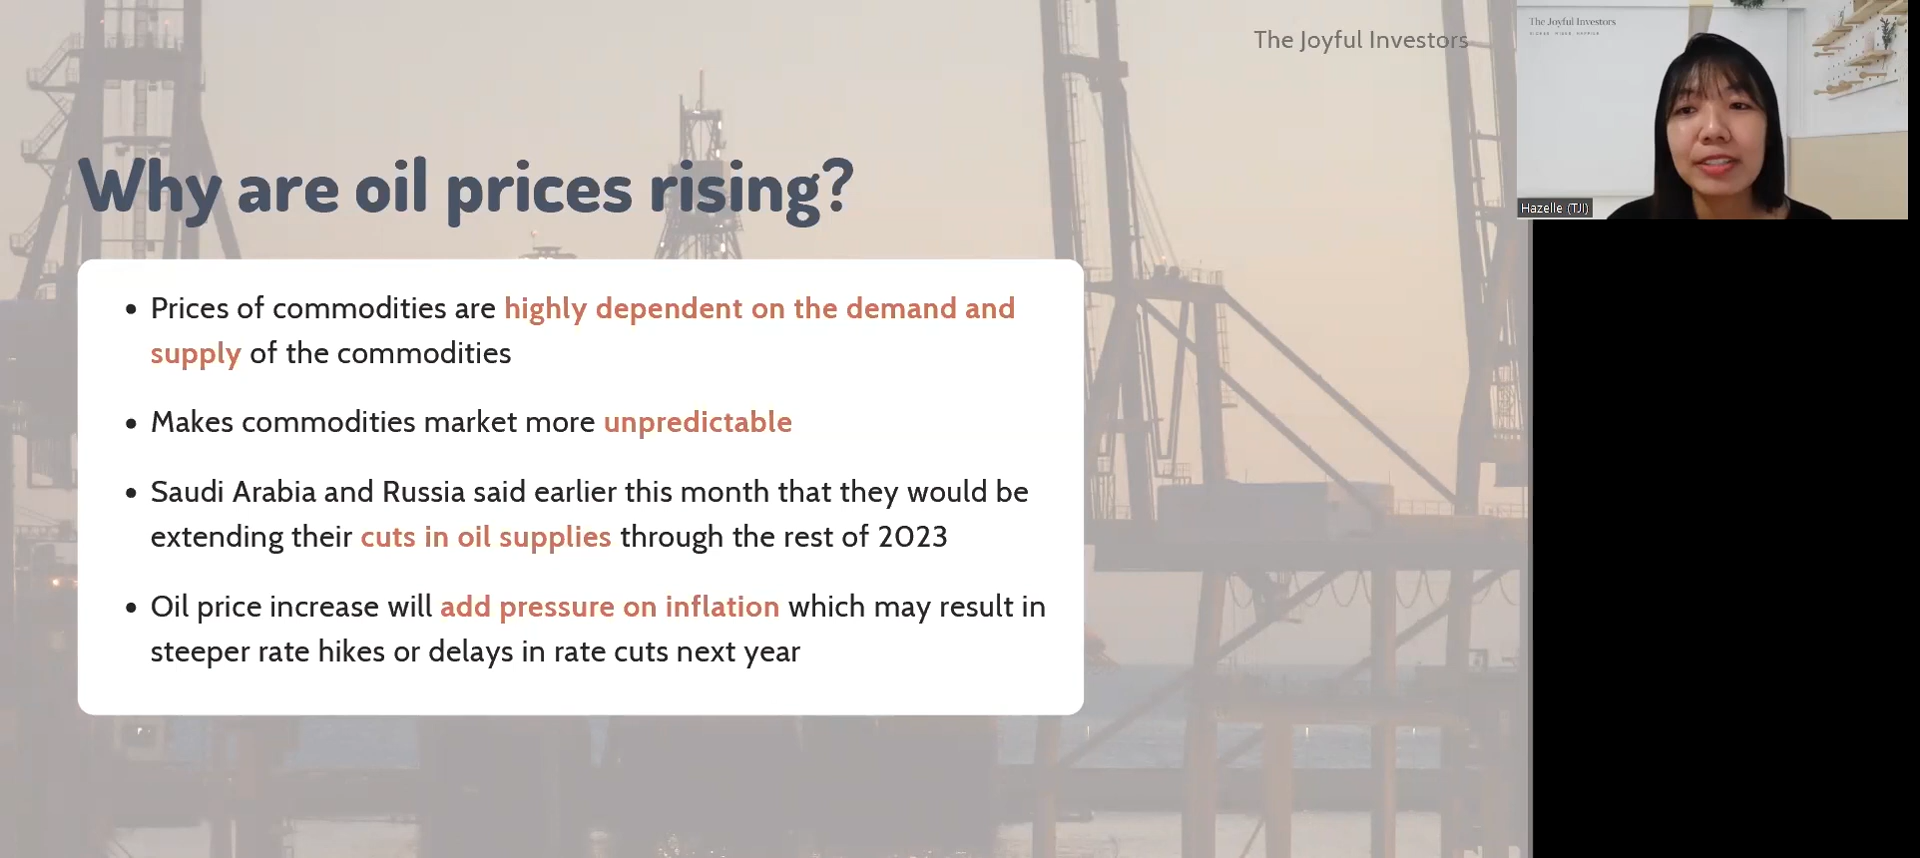 The Joyful Investors
The Joyful Investors
Hazelle (TJI)
Why are oil prices rising?
• Prices of commodities are highly dependent on the demand and
supply of the commodities
• Makes commodities market more unpredictable
• Saudi Arabia and Russia said earlier this month that they would be
extending their cuts in oil supplies through the rest of 2023
• Oil price increase will add pressure on inflation which may result in
steeper rate hikes or delays in rate cuts next year